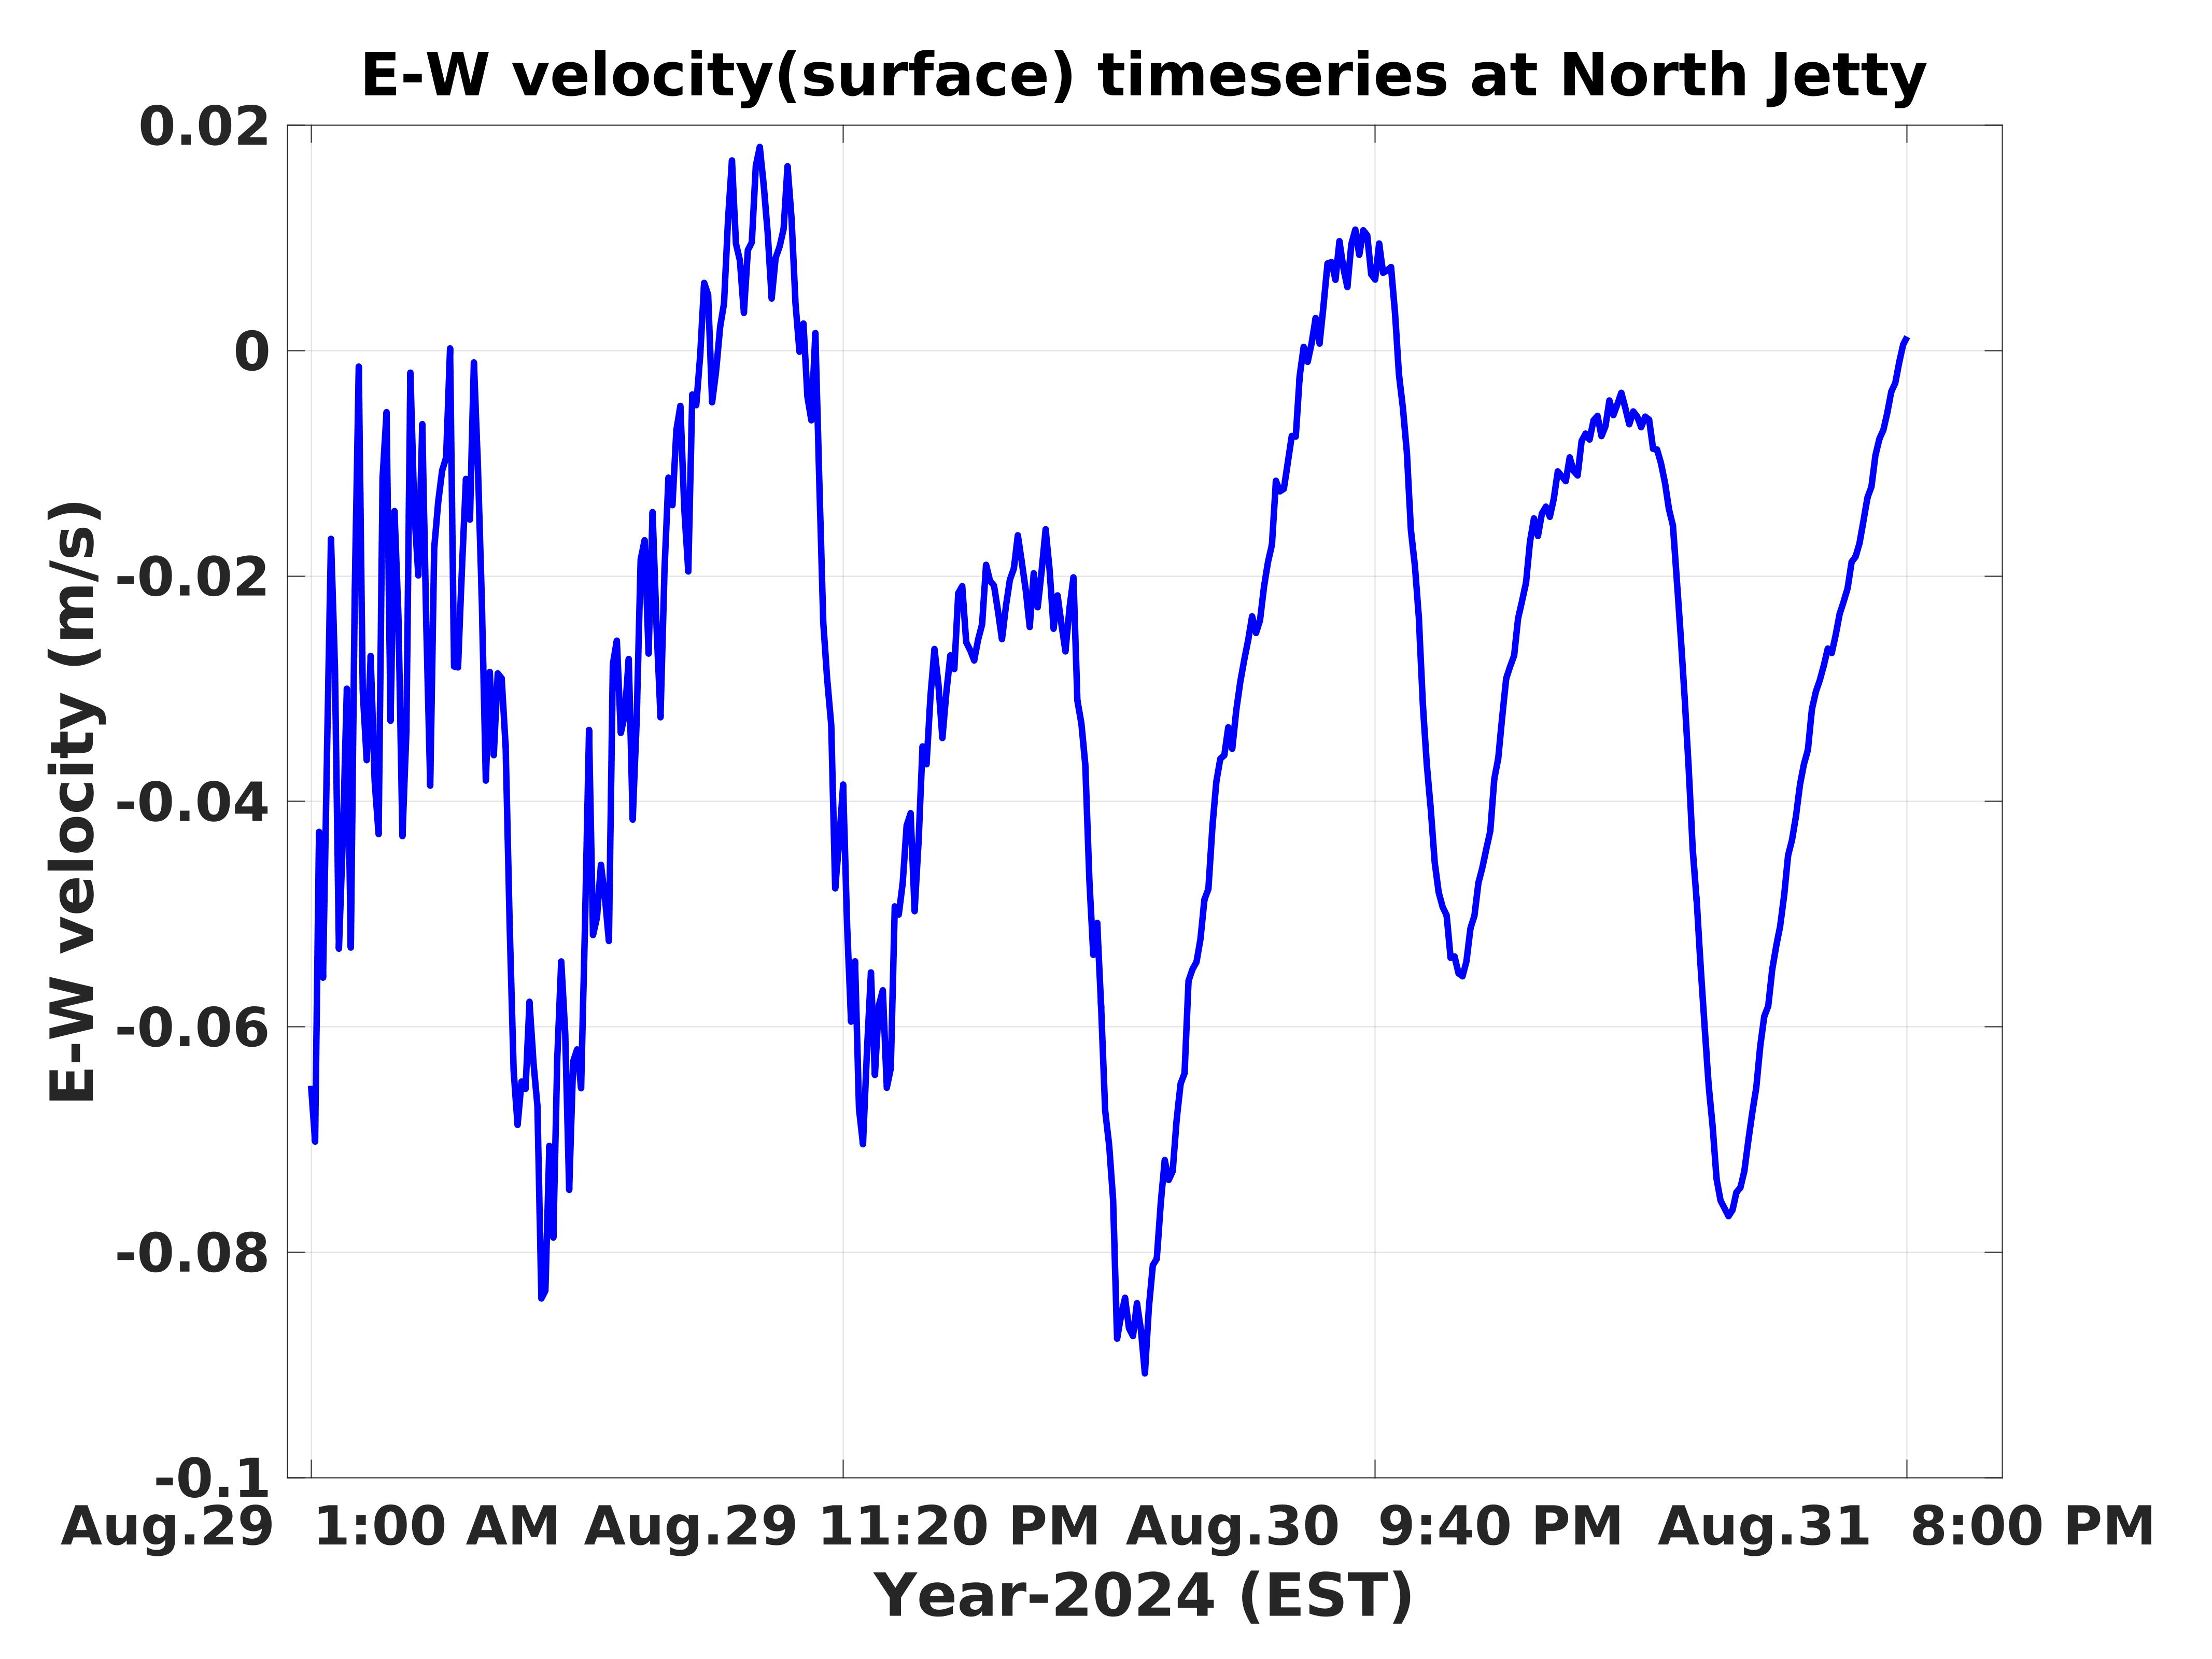 E-W velocity(surface) timeseries at North Jetty
0.02
0
-0.02
-0.04
-0.06
-0.08
-0.1
E-W velocity (m/s)
Aug.29 1:00 AM Aug.29 11:20 PM Aug.30 9:40 PM Aug.31 8:00 PM
Year-2024 (EST)